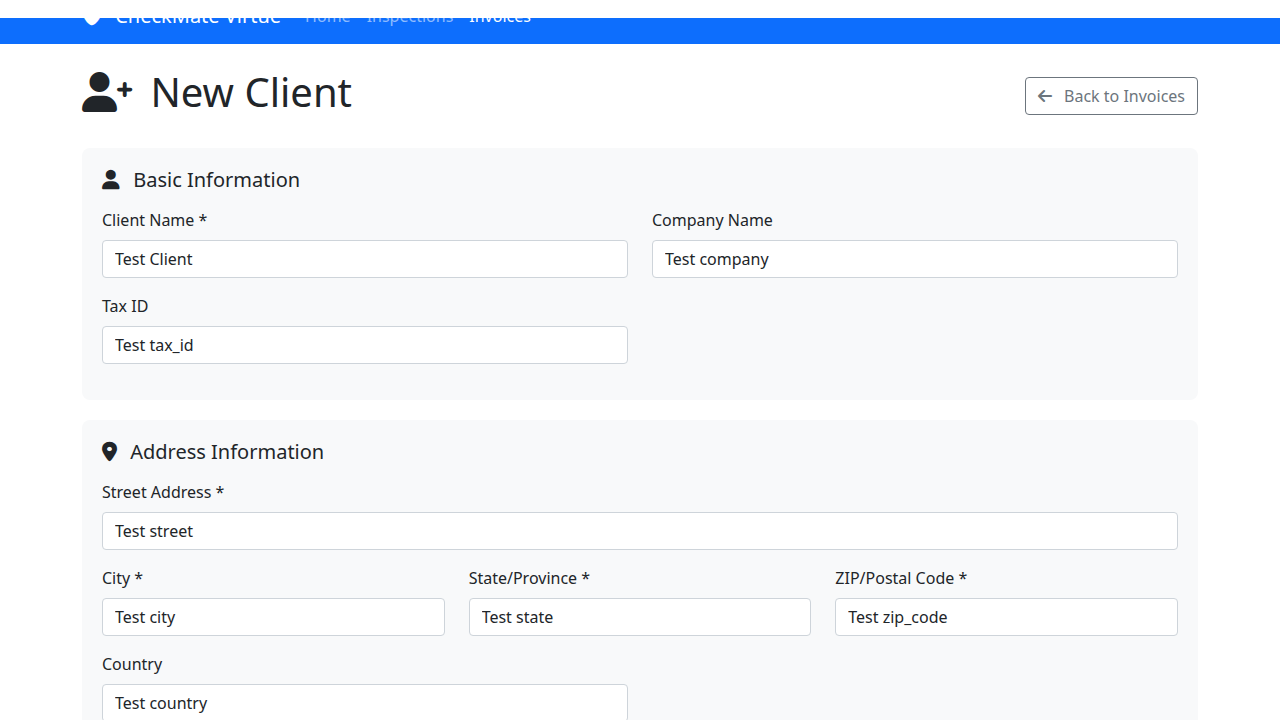 CheckMate Virtue Home Inspections Invoices
New Client
Back to Invoices
Basic Information
Client Name * Company Name
Test Client Test company
Tax ID
Test tax_id
Address Information
Street Address *
Test street
City * State/Province * ZIP/Postal Code *
Test city Test state Test zip_code
Country
Test country